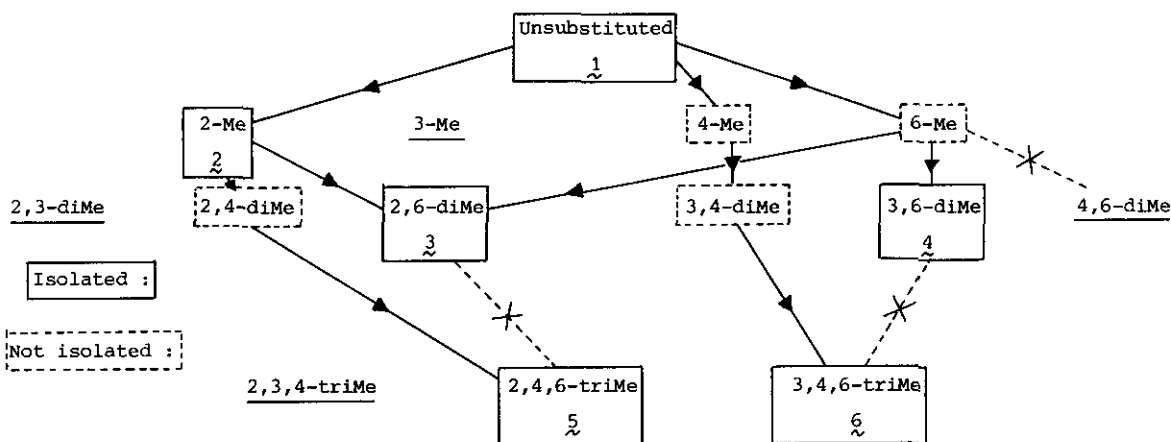 Unsubstituted
1
2-Me
2
3-Me
4-Me
6-Me
2,3-diMe
2,4-diMe
2,6-diMe
3
3,4-diMe
3,6-diMe
4
4,6-diMe
Isolated :
Not isolated :
2,3,4-triMe
2,4,6-triMe
5
3,4,6-triMe
6